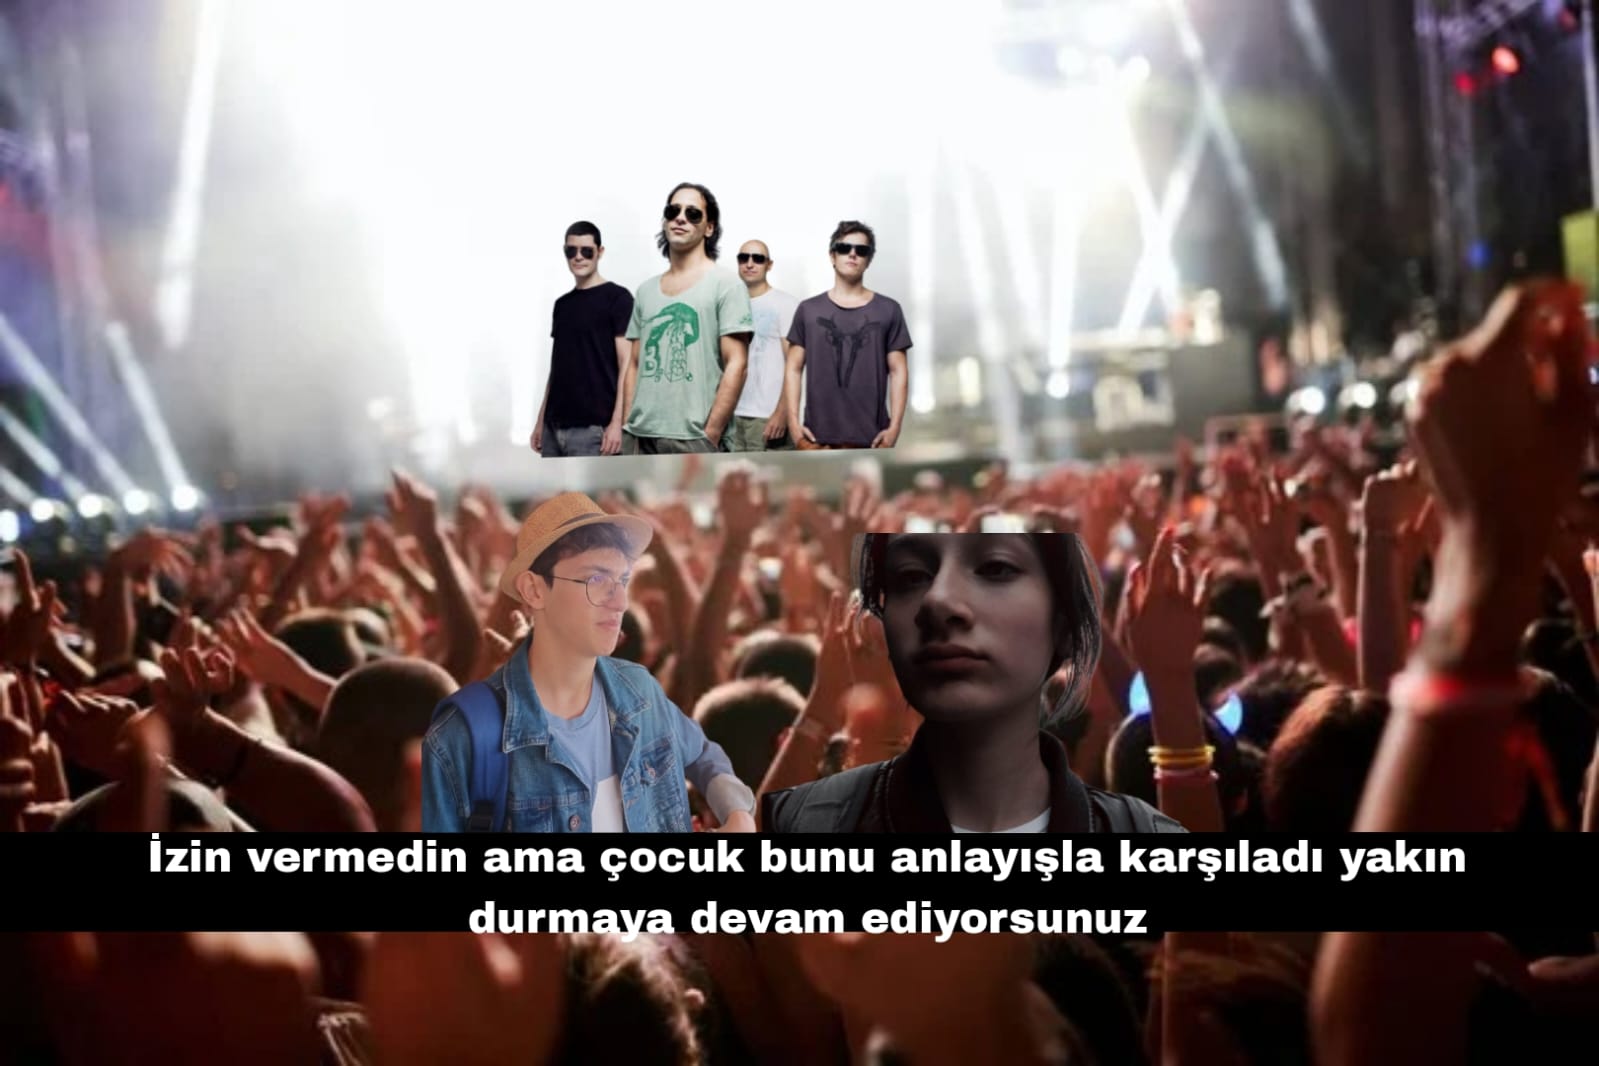 İzin vermedin ama çocuk bunu anlayışla karşıladı yakın
durmaya devam ediyorsunuz